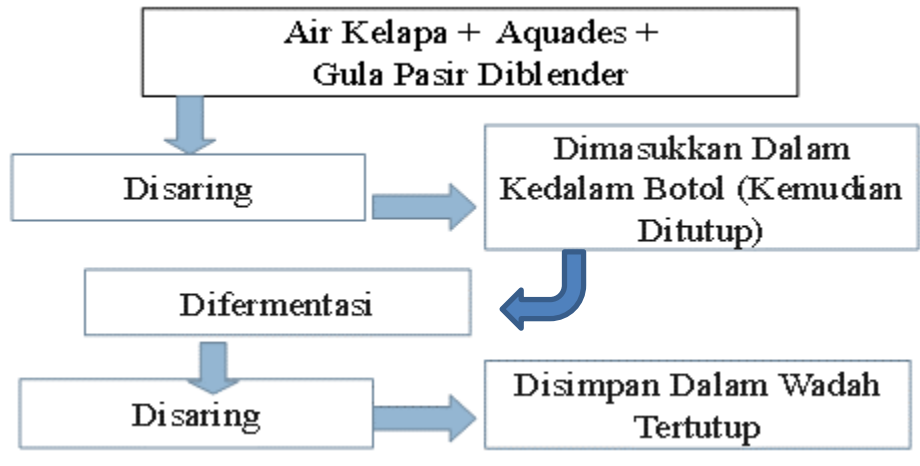 Air Kelapa + Aquades +
Gula Pasir Diblender
Disaring
Dimasukkan Dalam
Kedalam Botol (Kemudian
Ditutup)
Difermentasi
Disaring
Disimpan Dalam Wadah
Tertutup